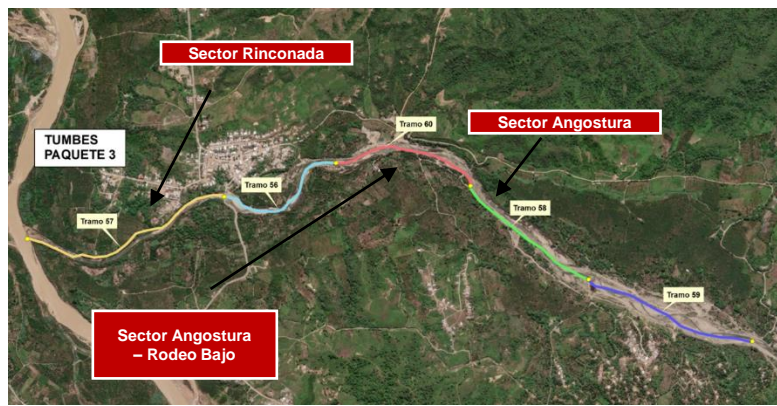 Sector Rinconada
Tramo 60
Sector Angostura
TUMBES
PAQUETE 3
Tramo 56
Tramo 57
Tramo 58
Tramo 59
Sector Angostura
– Rodeo Bajo